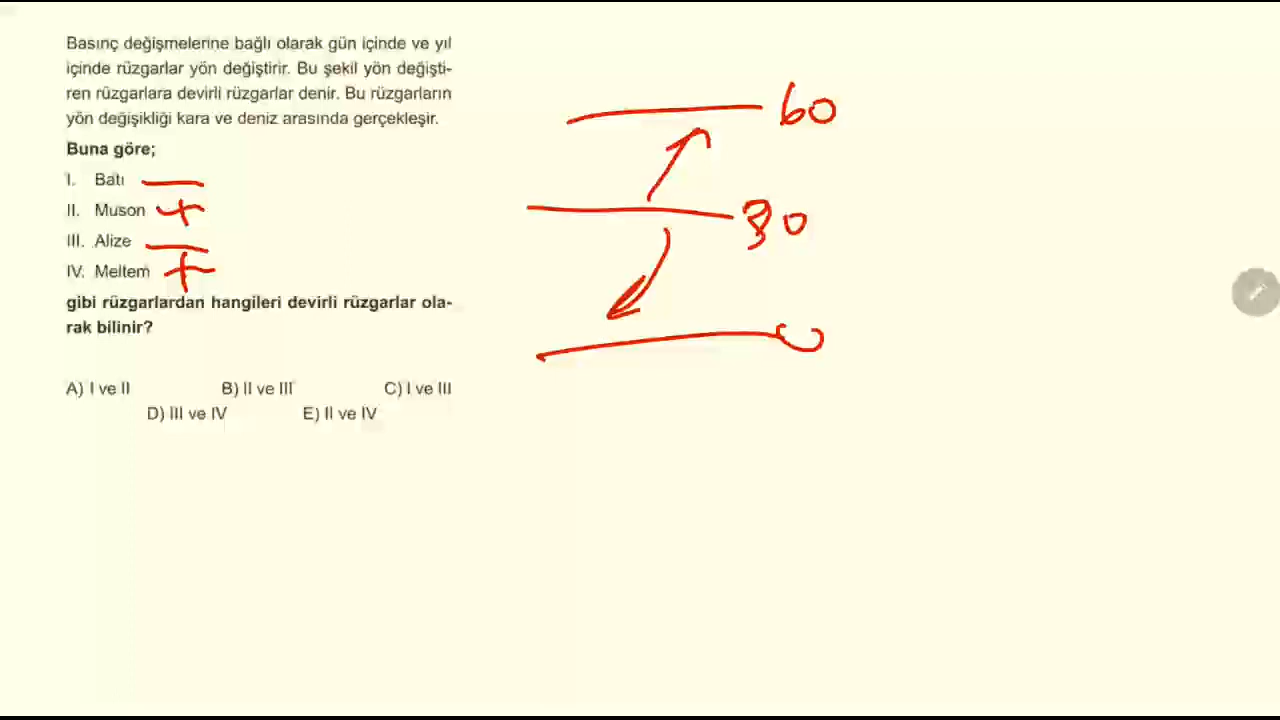 Basınç değişmelerine bağlı olarak gün içinde ve yıl
içinde rüzgarlar yön değiştirir. Bu şekil yön değişti-
ren rüzgarlara devirli rüzgarlar denir. Bu rüzgarların
yön değişikliği kara ve deniz arasında gerçekleşir.
Buna göre;
I. Batı
II. Muson +
III. Alize
IV. Meltem +
gibi rüzgarlardan hangileri devirli rüzgarlar ola-
rak bilinir?
A) I ve II B) II ve III C) I ve III
D) III ve IV E) II ve IV
60
30
0